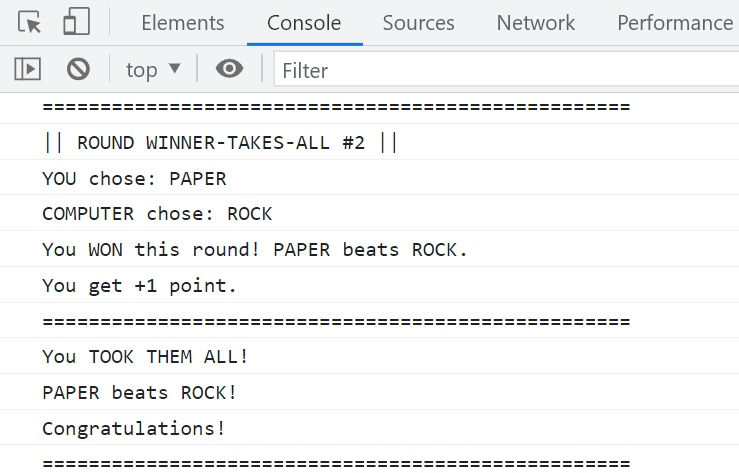 Elements Console Sources Network Performance
top ▼ Filter
===================================================
|| ROUND WINNER-TAKES-ALL #2 ||
YOU chose: PAPER
COMPUTER chose: ROCK
You WON this round! PAPER beats ROCK.
You get +1 point.
===================================================
You TOOK THEM ALL!
PAPER beats ROCK!
Congratulations!
===================================================